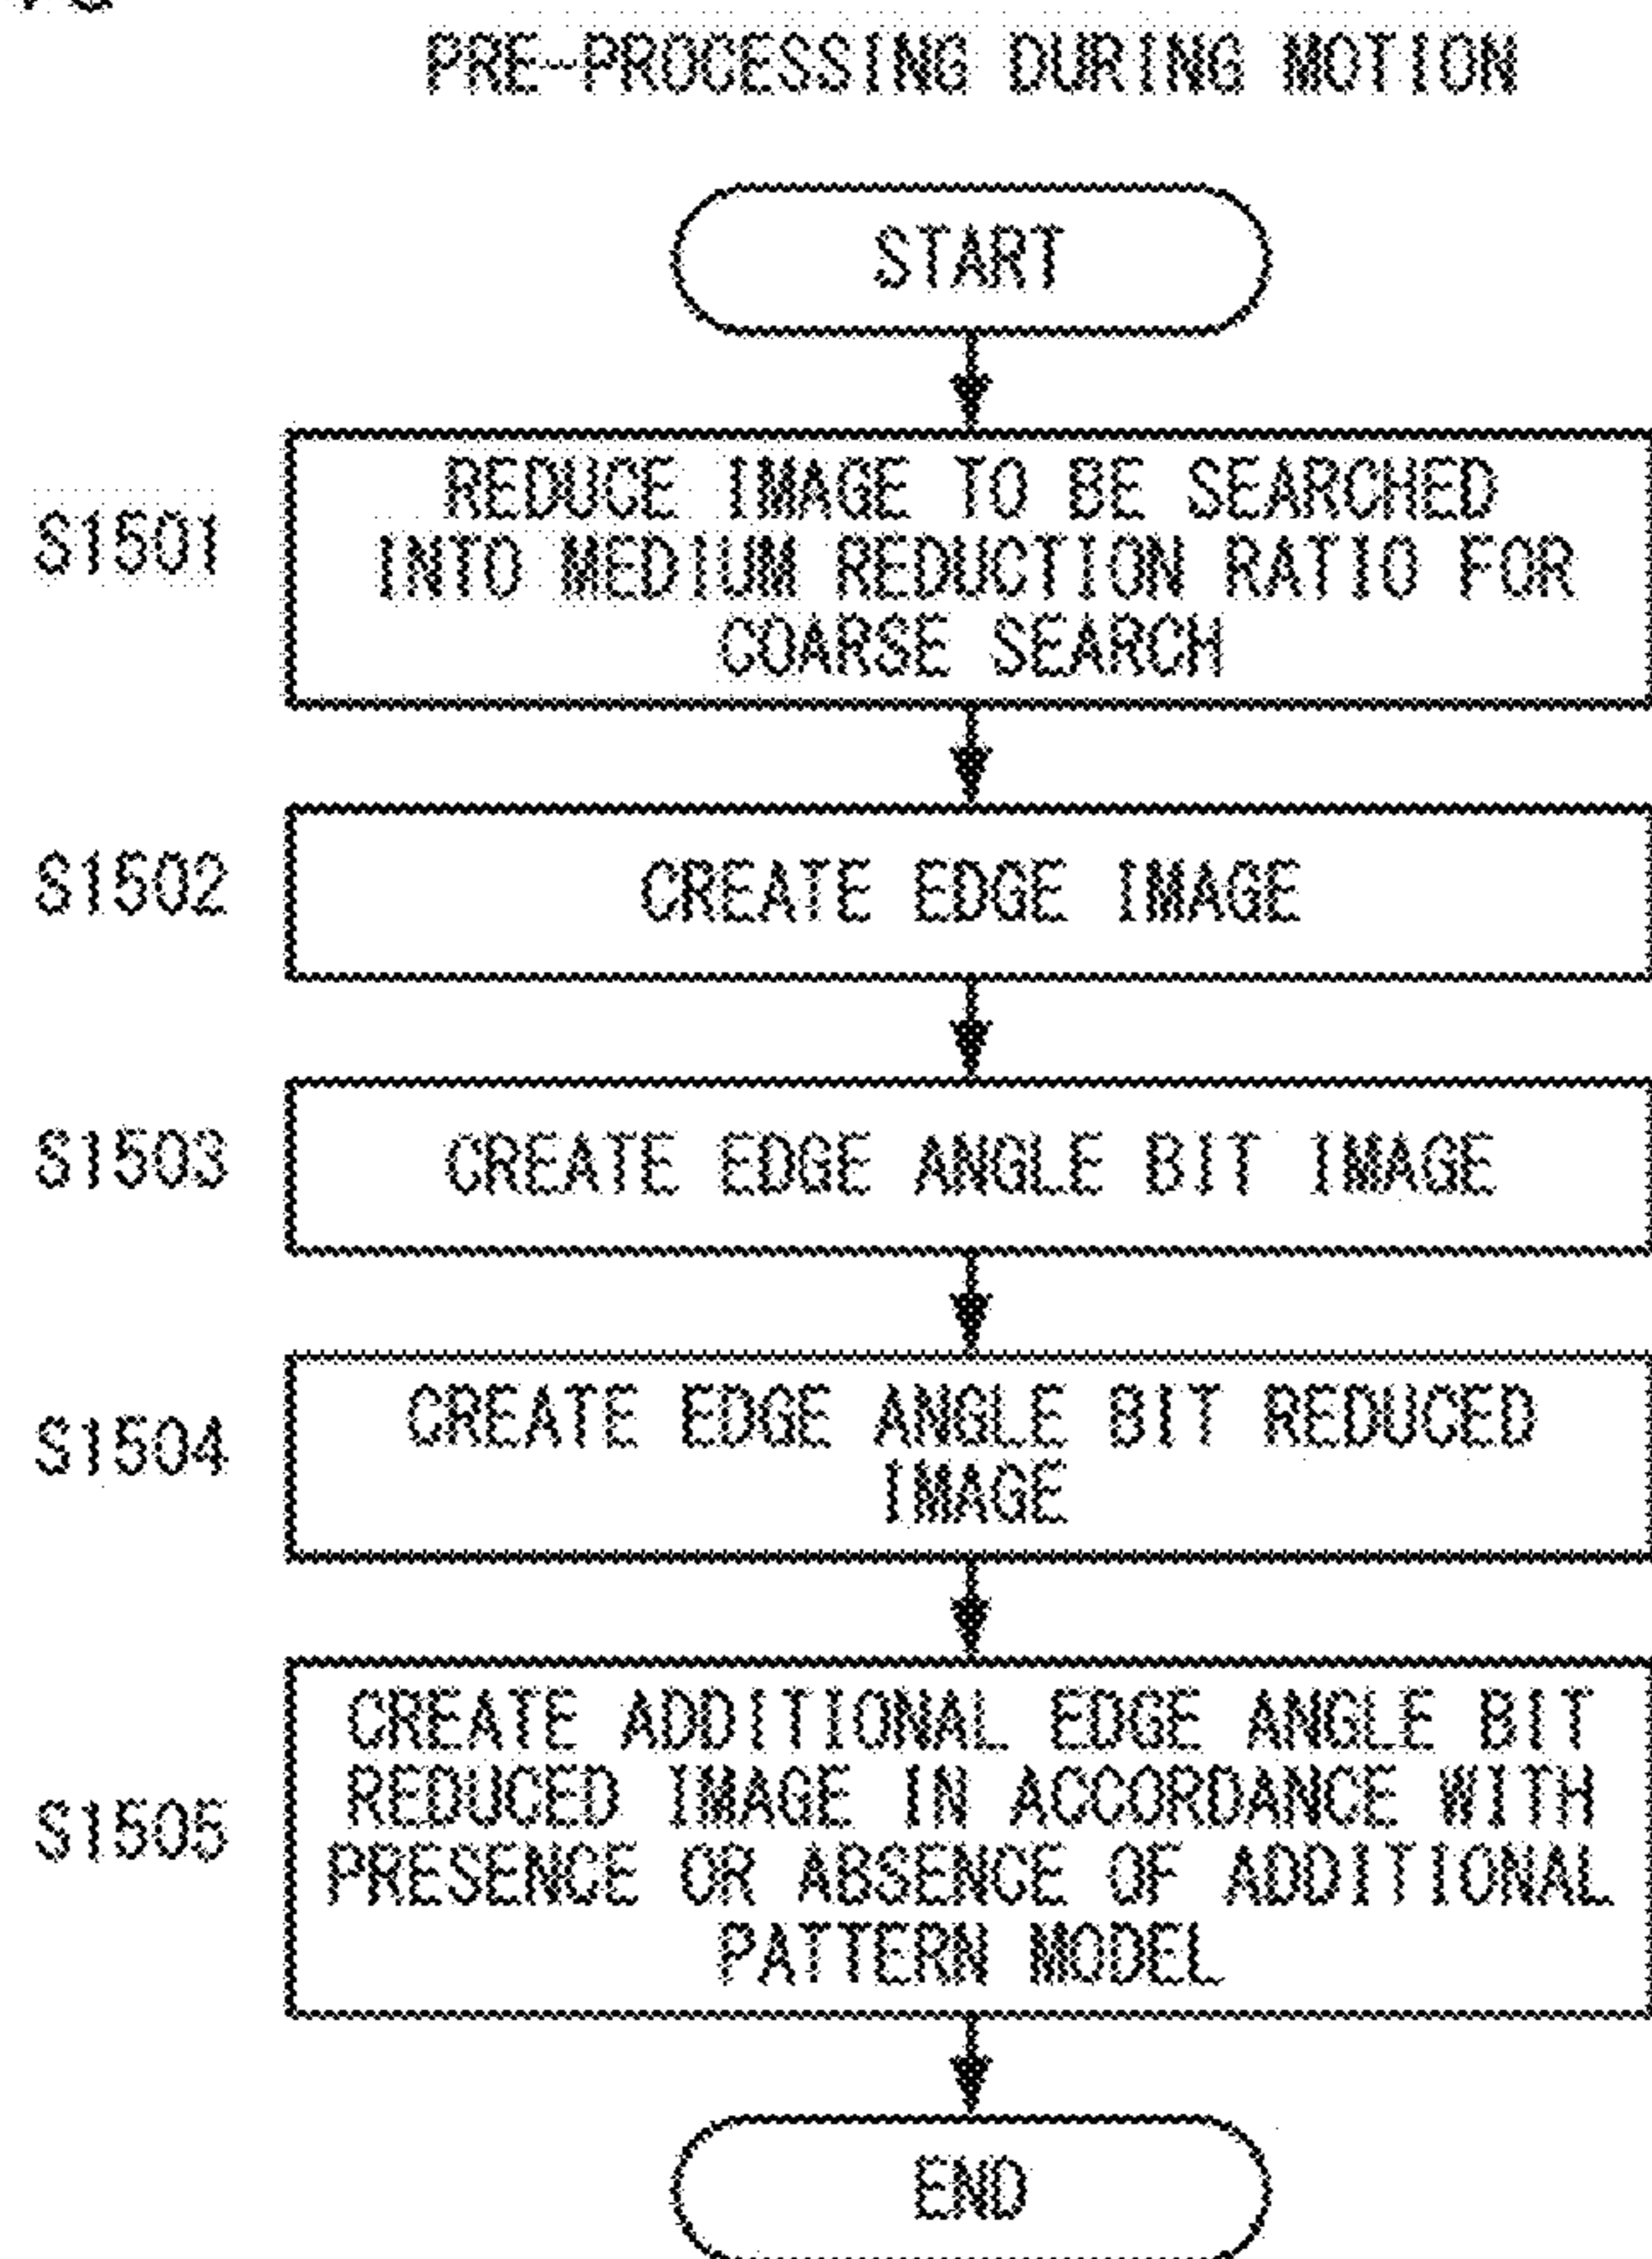 PRE-PROCESSING DURING MOTION
START
S1501
REDUCE IMAGE TO BE SEARCHED
INTO MEDIUM REDUCTION RATIO FOR
COARSE SEARCH
S1502
CREATE EDGE IMAGE
S1503
CREATE EDGE ANGLE BIT IMAGE
S1504
CREATE EDGE ANGLE BIT REDUCED
IMAGE
S1505
CREATE ADDITIONAL EDGE ANGLE BIT
REDUCED IMAGE IN ACCORDANCE WITH
PRESENCE OR ABSENCE OF ADDITIONAL
PATTERN MODEL
END